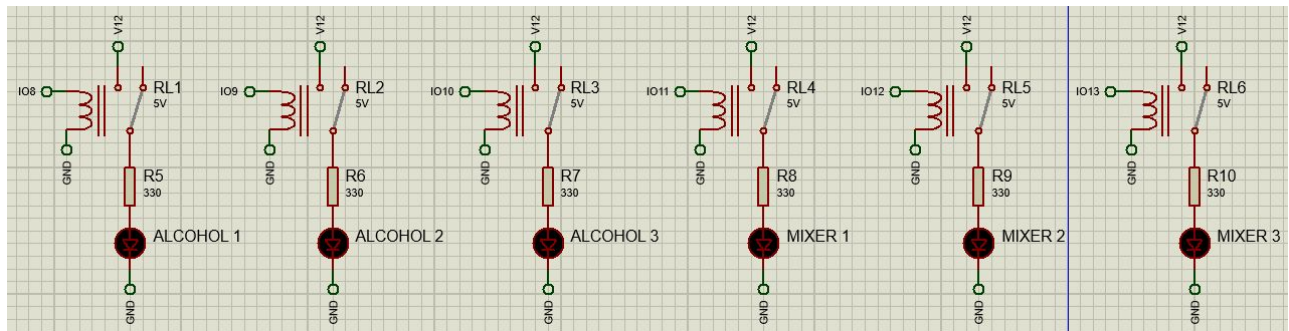 V12
IO8
RL1
5V
GND
R5
330
ALCOHOL 1
GND
V12
IO9
RL2
5V
GND
R6
330
ALCOHOL 2
GND
V12
IO10
RL3
5V
GND
R7
330
ALCOHOL 3
GND
V12
IO11
RL4
5V
GND
R8
330
MIXER 1
GND
V12
IO12
RL5
5V
GND
R9
330
MIXER 2
GND
V12
IO13
RL6
5V
GND
R10
330
MIXER 3
GND